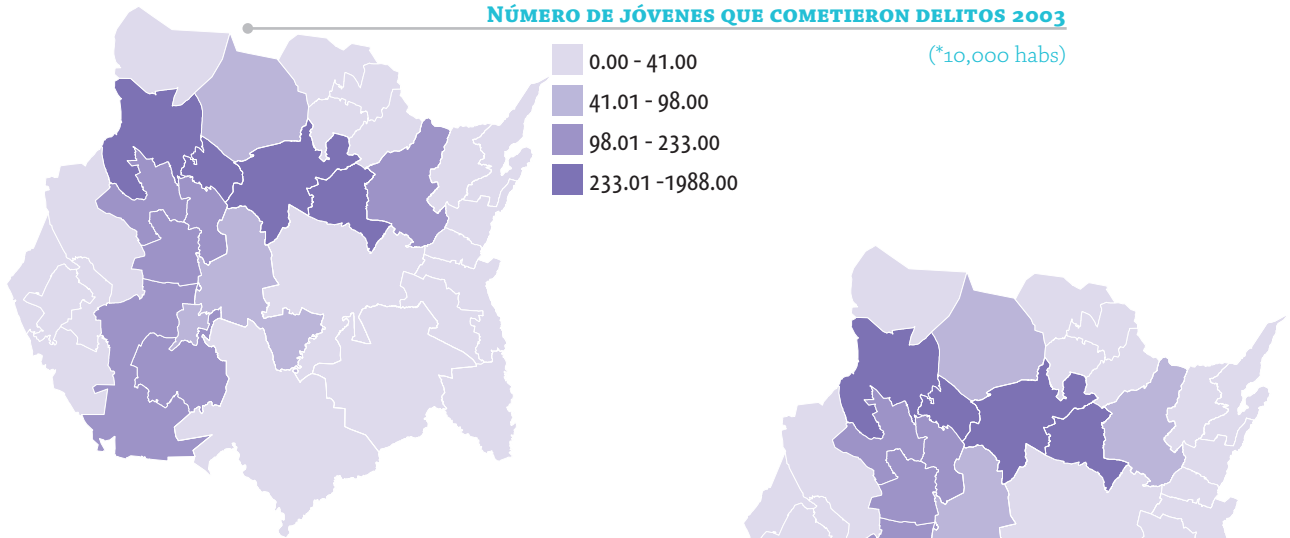 NÚMERO DE JÓVENES QUE COMETIERON DELITOS 2003
(*10,000 habs)
0.00 - 41.00
41.01 - 98.00
98.01 - 233.00
233.01 -1988.00